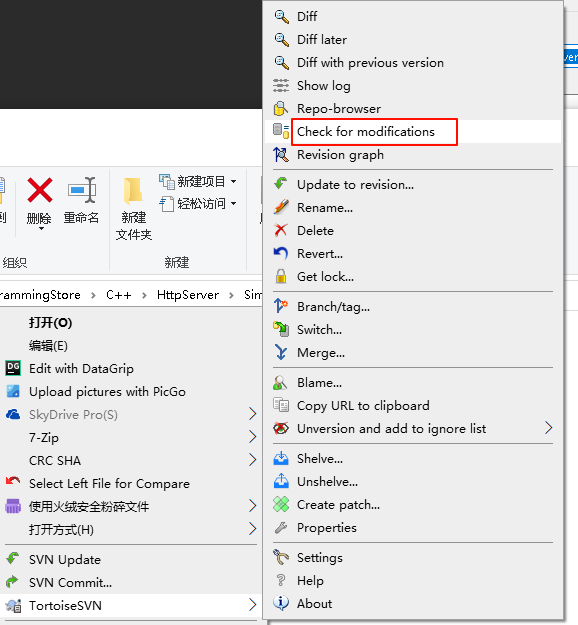 Diff
Diff later
Diff with previous version
Show log
Repo-browser
Check for modifications
Revision graph
Update to revision...
Rename...
Delete
Revert...
Get lock...
Branch/tag...
Switch...
Merge...
Blame...
Copy URL to clipboard
Unversion and add to ignore list
Shelve...
Unshelve...
Create patch...
Properties
Settings
Help
About
删除
重命名
新建
文件夹
新建项目
轻松访问
组织
新建
rammingStore
C++
HttpServer
Sim
打开(O)
编辑(E)
DG
Edit with DataGrip
Upload pictures with PicGo
SkyDrive Pro(S)
7-Zip
CRC SHA
Select Left File for Compare
使用火绒安全粉碎文件
打开方式(H)
SVN Update
SVN Commit...
TortoiseSVN